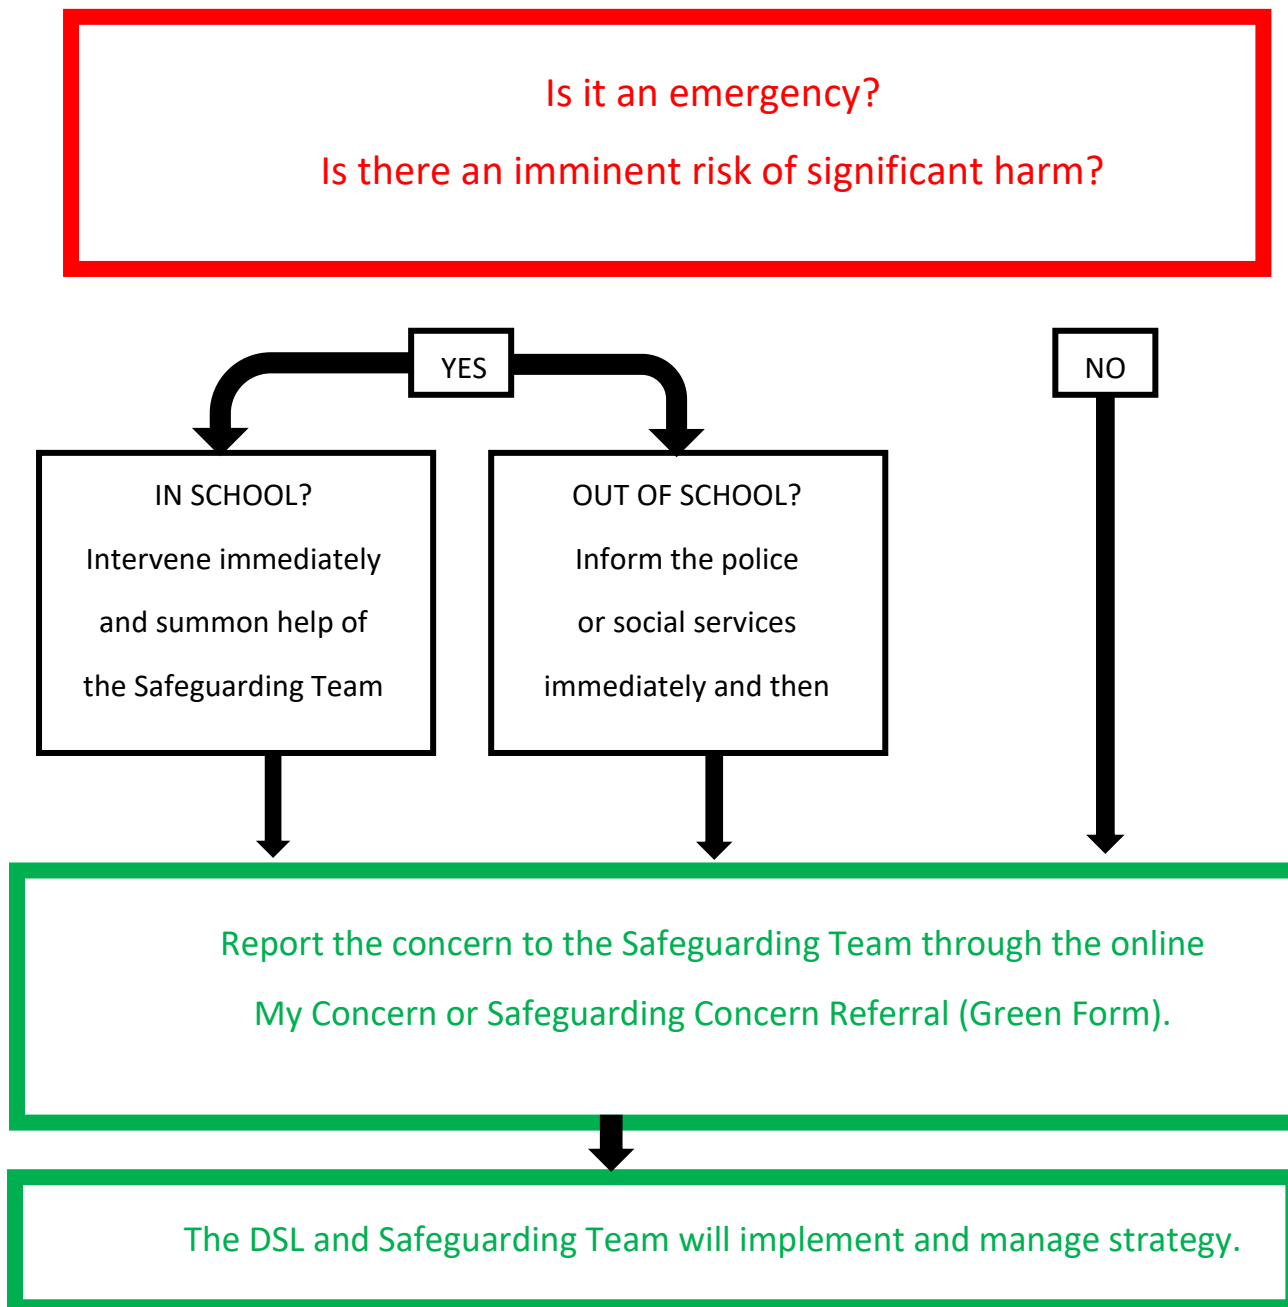 Is it an emergency?
Is there an imminent risk of significant harm?
YES
NO
IN SCHOOL?
Intervene immediately
and summon help of
the Safeguarding Team
OUT OF SCHOOL?
Inform the police
or social services
immediately and then
Report the concern to the Safeguarding Team through the online
My Concern or Safeguarding Concern Referral (Green Form).
The DSL and Safeguarding Team will implement and manage strategy.